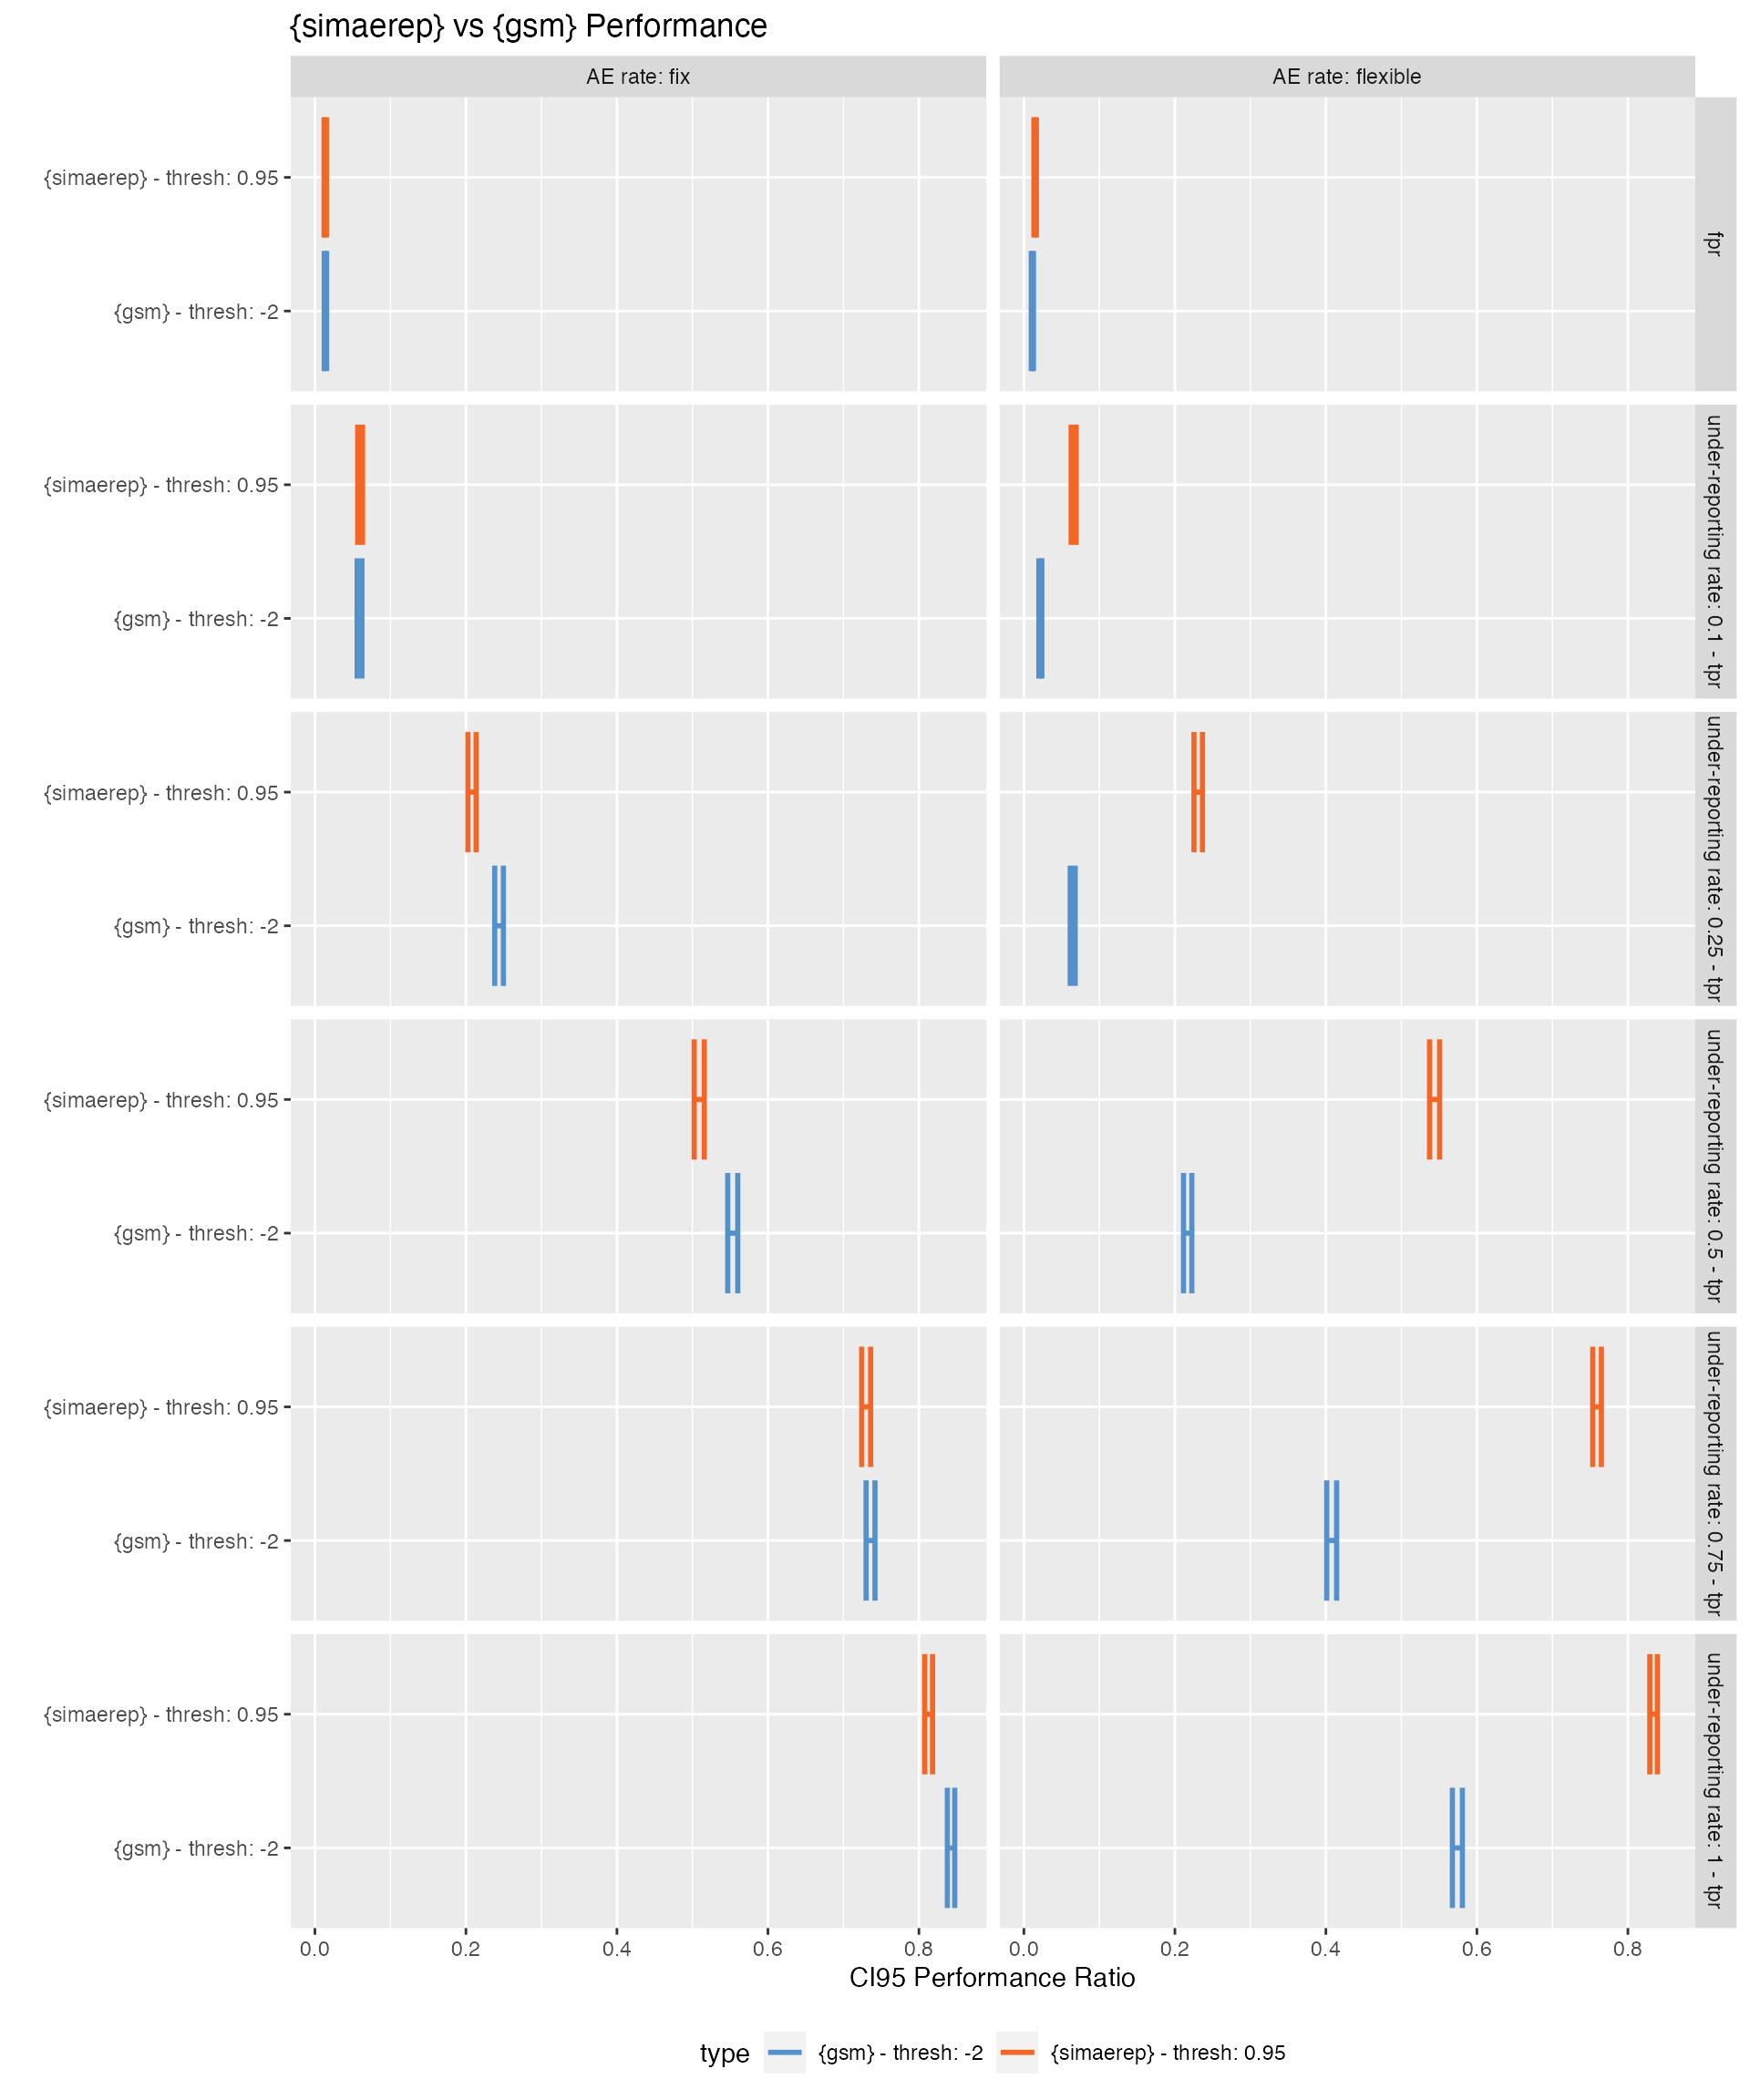 {simaerep} vs {gsm} Performance
AE rate: fix
AE rate: flexible
{simaerep} - thresh: 0.95
{gsm} - thresh: -2
fpr
{simaerep} - thresh: 0.95
{gsm} - thresh: -2
under-reporting rate: 0.1 - tpr
{simaerep} - thresh: 0.95
{gsm} - thresh: -2
under-reporting rate: 0.25 - tpr
{simaerep} - thresh: 0.95
{gsm} - thresh: -2
under-reporting rate: 0.5 - tpr
{simaerep} - thresh: 0.95
{gsm} - thresh: -2
under-reporting rate: 0.75 - tpr
{simaerep} - thresh: 0.95
{gsm} - thresh: -2
under-reporting rate: 1 - tpr
0.0 0.2 0.4 0.6 0.8
0.0 0.2 0.4 0.6 0.8
CI95 Performance Ratio
type {gsm} - thresh: -2 {simaerep} - thresh: 0.95